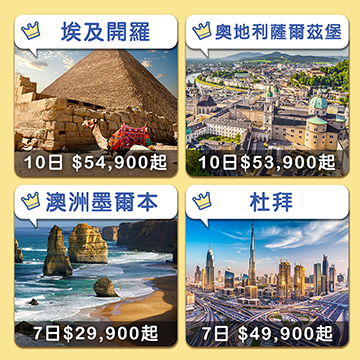 埃及開羅
奧地利薩爾茲堡
10日 $54,900起
10日 $53,900起
澳洲墨爾本
杜拜
7日$29,900起
7日 $49,900起